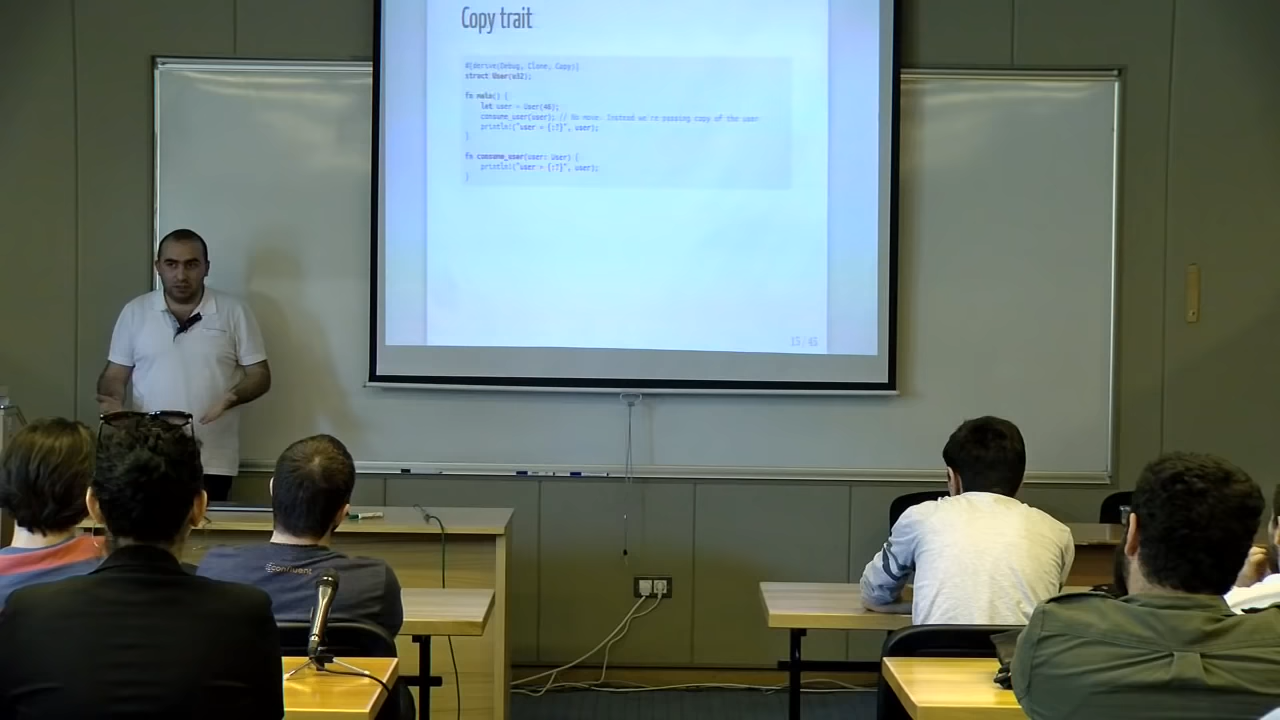 Copy trait
#[derive(Debug, Clone, Copy)]
struct User(u32);
fn main() {
let user = User(46);
consume_user(user); // No move. Instead we're passing copy of the user
println!("user = {:?}", user);
}
fn consume_user(user: User) {
println!("user = {:?}", user);
}
15/45
confluent